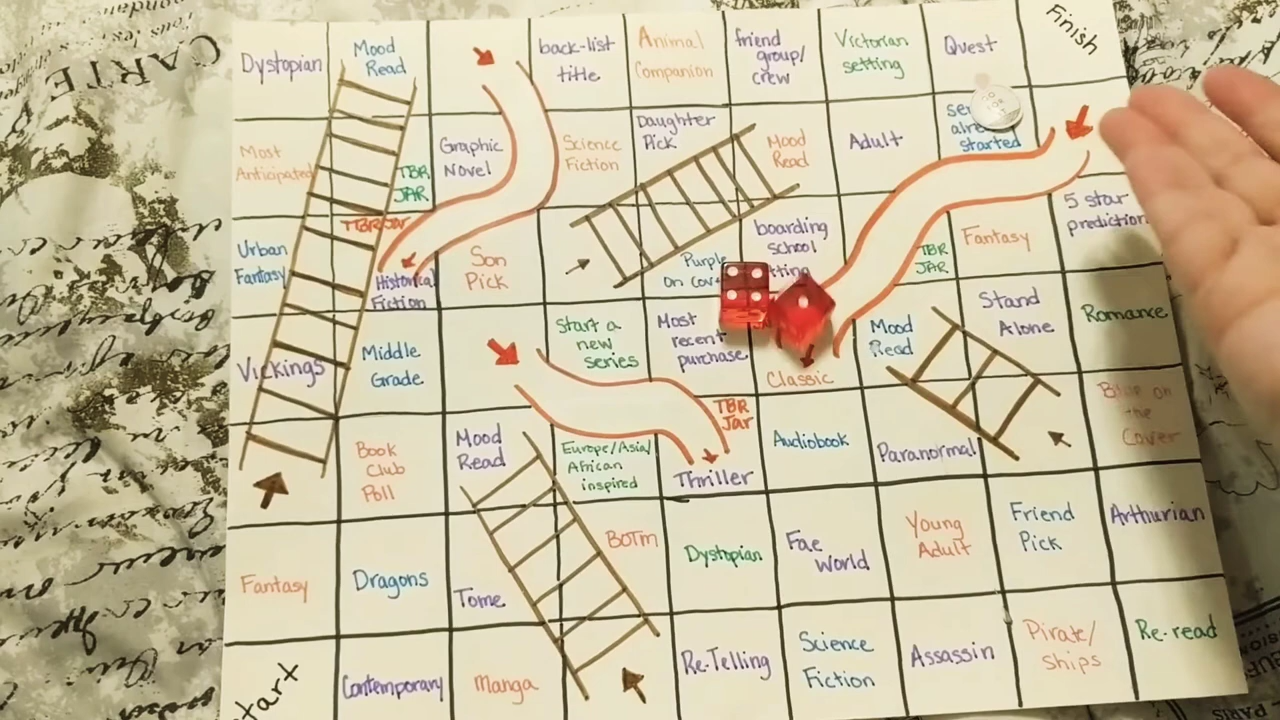 CARTE
Dystopian
Mood
Read
back-list
title
Animal
Companion
friend
group/
crew
Victorian
setting
Quest
Finish
Most
Anticipated
TBR
JAR
Graphic
Novel
Science
Fiction
Daughter
Pick
Mood
Read
Adult
started
Urban
Fantasy
TBR Jar
Historical
Fiction
Son
Pick
Purple
boarding
school
TBR
JAR
Fantasy
5 star
prediction
Vickings
Middle
Grade
Start a
new
series
Most
recent
purchase
Classic
Mood
Read
Stand
Alone
Romance
Book
Club
Poll
Mood
Read
Europe/Asia/
African
inspired
TBR
Jar
Thriller
Audiobook
Paranormal
Blue on
the
Cover
Fantasy
Dragons
Tome
BOTM
Dystopian
Fae
World
Young
Adult
Friend
Pick
Arthurian
Contemporary
Manga
Re-Telling
Science
Fiction
Assassin
Pirate/
Ships
Re-read